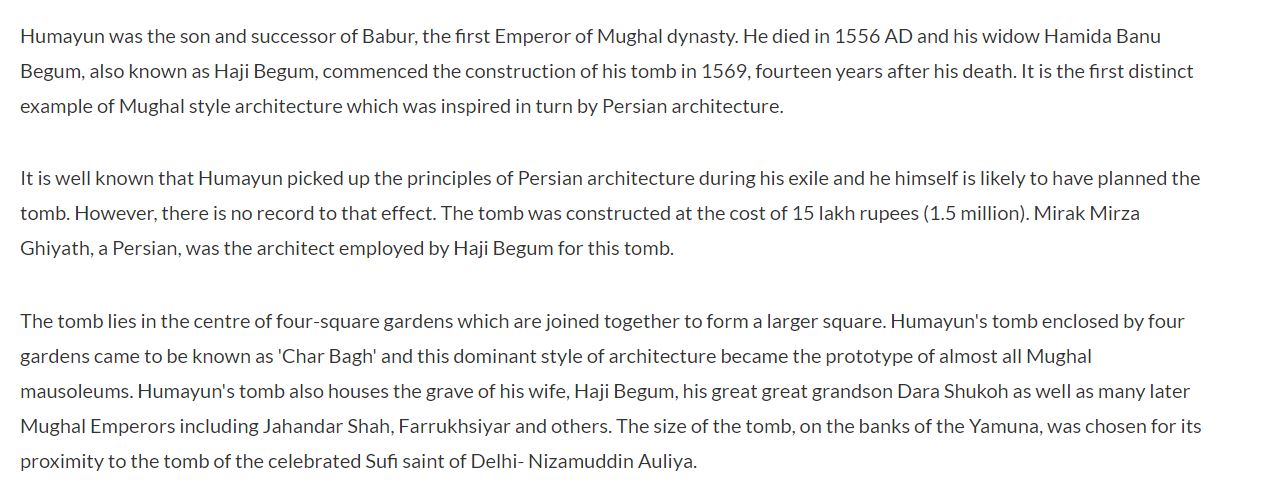 Humayun was the son and successor of Babur, the first Emperor of Mughal dynasty. He died in 1556 AD and his widow Hamida Banu
Begum, also known as Haji Begum, commenced the construction of his tomb in 1569, fourteen years after his death. It is the first distinct
example of Mughal style architecture which was inspired in turn by Persian architecture.
It is well known that Humayun picked up the principles of Persian architecture during his exile and he himself is likely to have planned the
tomb. However, there is no record to that effect. The tomb was constructed at the cost of 15 lakh rupees (1.5 million). Mirak Mirza
Ghiyath, a Persian, was the architect employed by Haji Begum for this tomb.
The tomb lies in the centre of four-square gardens which are joined together to form a larger square. Humayun's tomb enclosed by four
gardens came to be known as 'Char Bagh' and this dominant style of architecture became the prototype of almost all Mughal
mausoleums. Humayun's tomb also houses the grave of his wife, Haji Begum, his great great grandson Dara Shukoh as well as many later
Mughal Emperors including Jahandar Shah, Farrukhsiyar and others. The size of the tomb, on the banks of the Yamuna, was chosen for its
proximity to the tomb of the celebrated Sufi saint of Delhi- Nizamuddin Auliya.